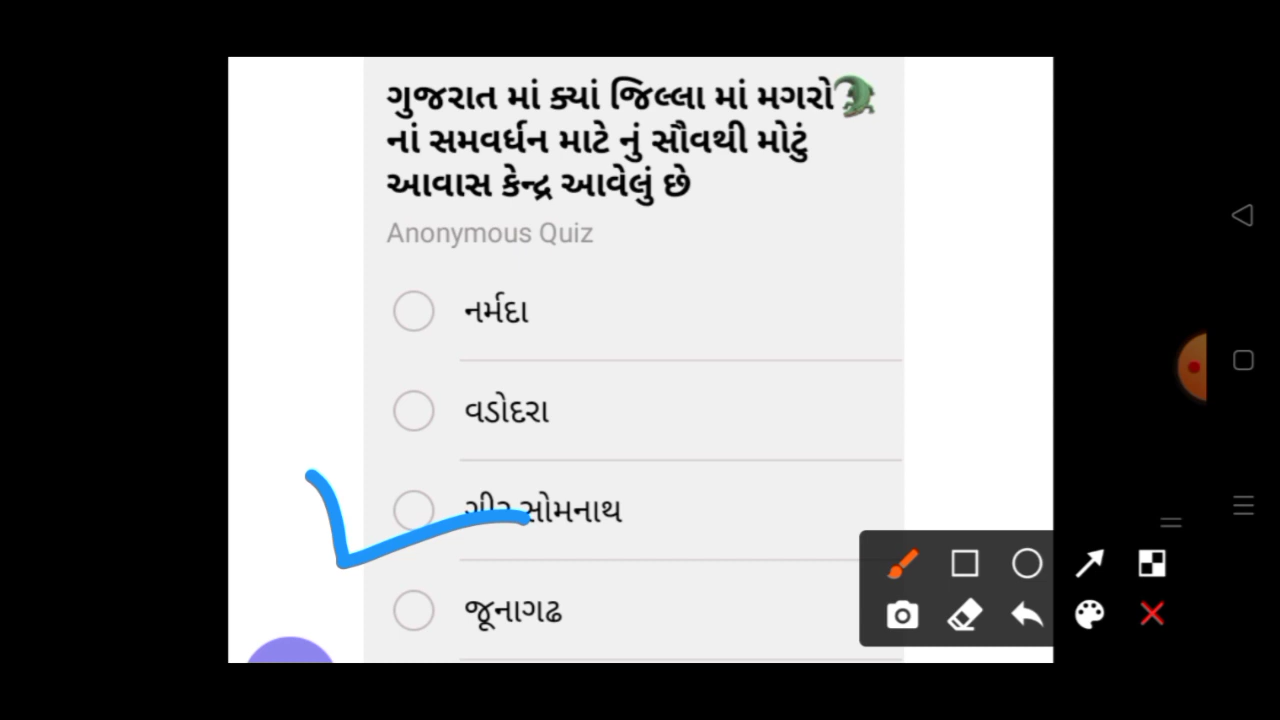 ગુજરાત માં ક્યાં જિલ્લા માં મગરો🐊
નાં સમવર્ધન માટે નું સૌવથી મોટું
આવાસ કેન્દ્ર આવેલું છે
Anonymous Quiz
નર્મદા
વડોદરા
ગીર સોમનાથ
જૂનાગઢ